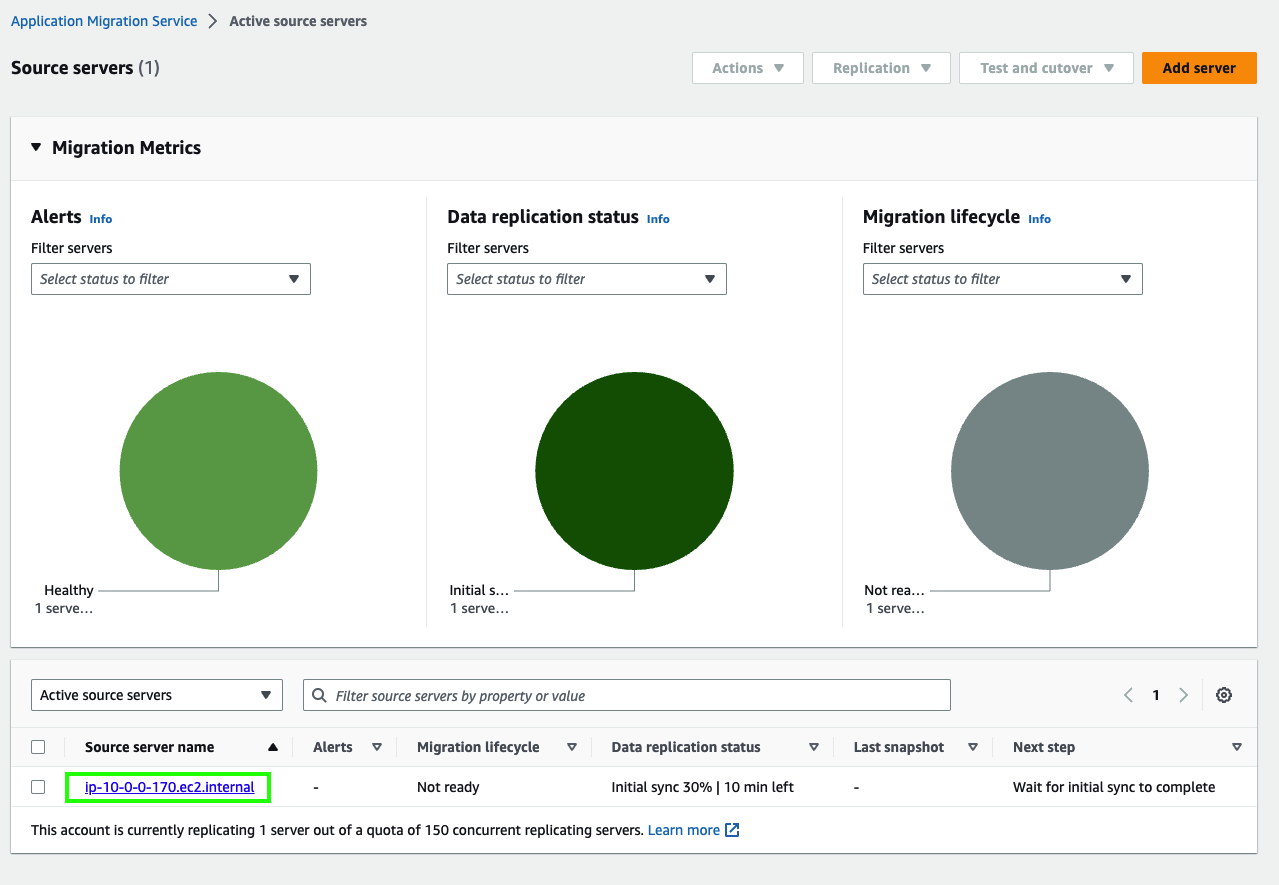 Application Migration Service > Active source servers
Source servers (1)
Actions
Replication
Test and cutover
Add server
Migration Metrics
Alerts Info
Filter servers
Select status to filter
Healthy
1 serve...
Data replication status Info
Filter servers
Select status to filter
Initial s...
1 serve...
Migration lifecycle Info
Filter servers
Select status to filter
Not rea...
1 serve...
Active source servers
Filter source servers by property or value
1
Source server name Alerts Migration lifecycle Data replication status Last snapshot Next step
ip-10-0-0-170.ec2.internal - Not ready Initial sync 30% | 10 min left - Wait for initial sync to complete
This account is currently replicating 1 server out of a quota of 150 concurrent replicating servers. Learn more